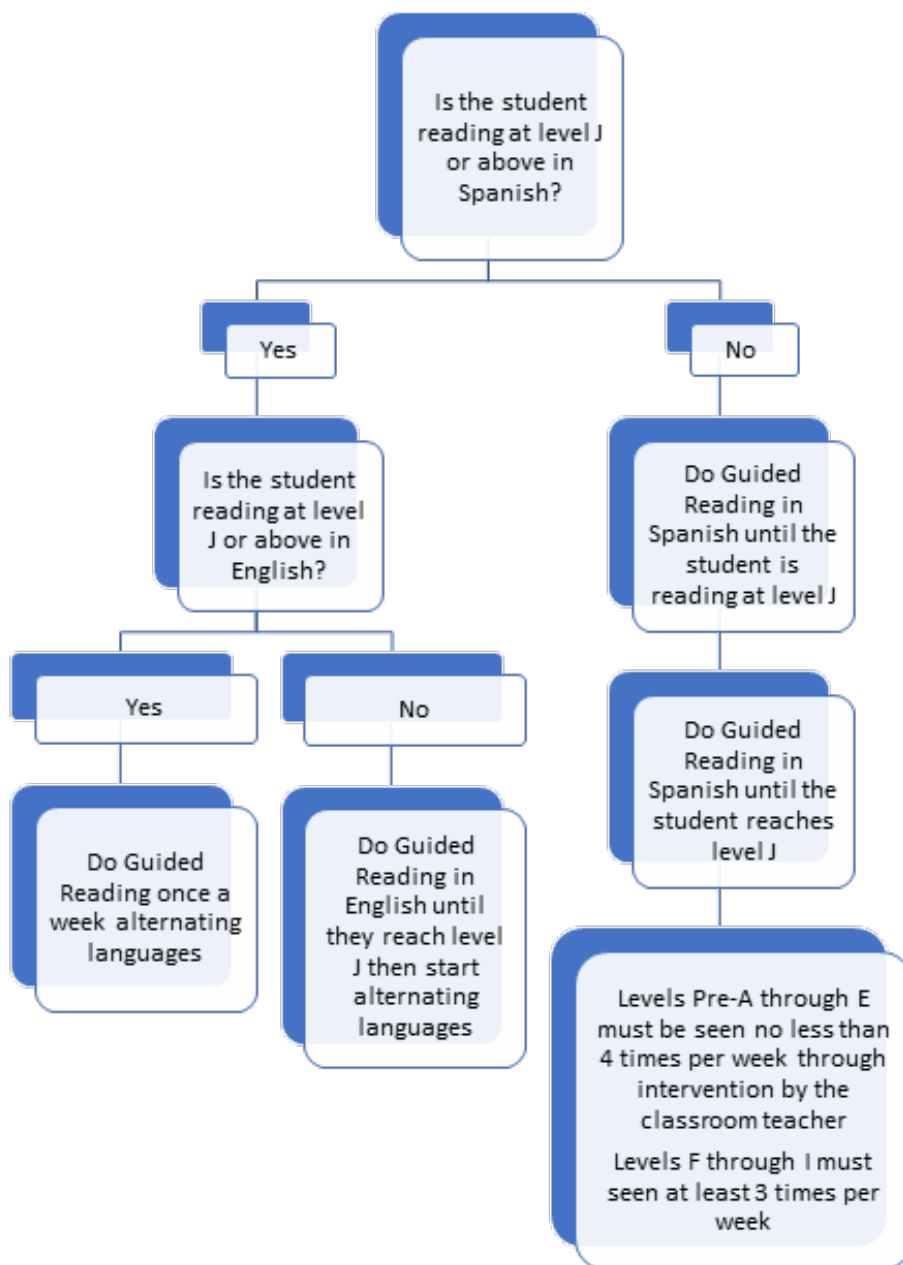 Is the student
reading at level J
or above in
Spanish?
Yes
No
Is the student
reading at level
J or above in
English?
Do Guided
Reading in
Spanish until the
student is
reading at level J
Yes
No
Do Guided
Reading in
Spanish until the
student reaches
level J
Do Guided
Reading once a
week alternating
languages
Do Guided
Reading in
English until
they reach level
J then start
alternating
languages
Levels Pre-A through E
must be seen no less than
4 times per week through
intervention by the
classroom teacher
Levels F through I must
seen at least 3 times per
week